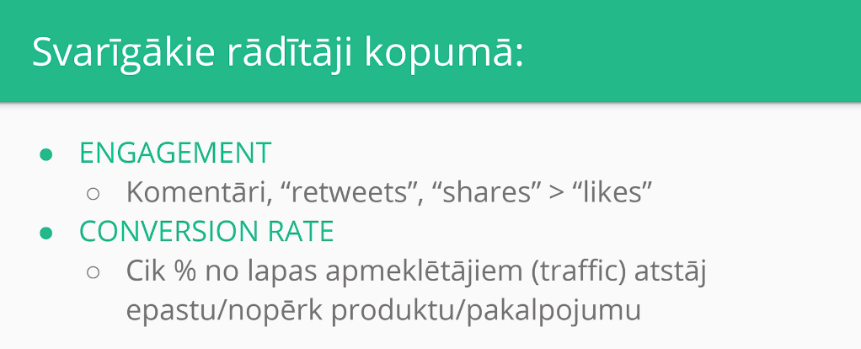 Svarīgākie rādītāji kopumā:
● ENGAGEMENT
○ Komentāri, “retweets”, “shares” > “likes”
● CONVERSION RATE
○ Cik % no lapas apmeklētājiem (traffic) atstāj
epastu/nopērk produktu/pakalpojumu